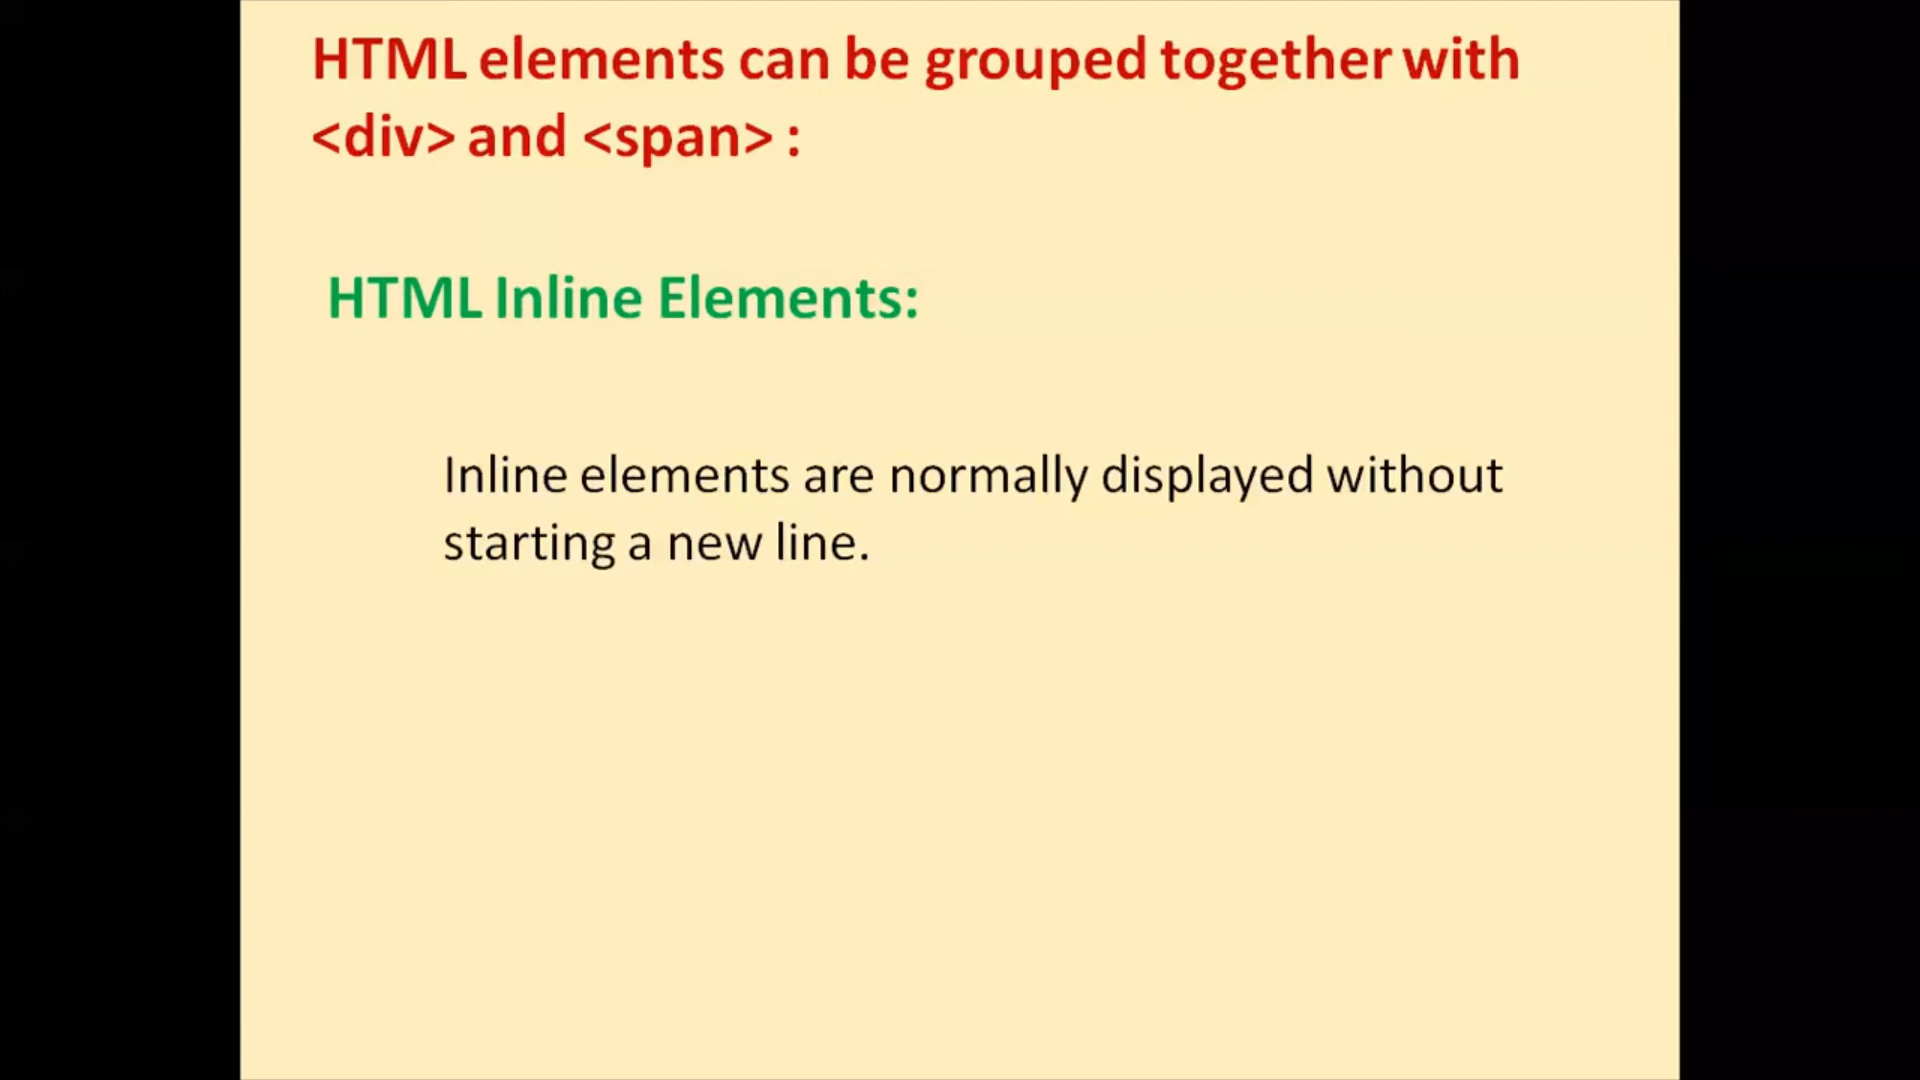 HTML elements can be grouped together with
<div> and <span> :
HTML Inline Elements:
Inline elements are normally displayed without
starting a new line.